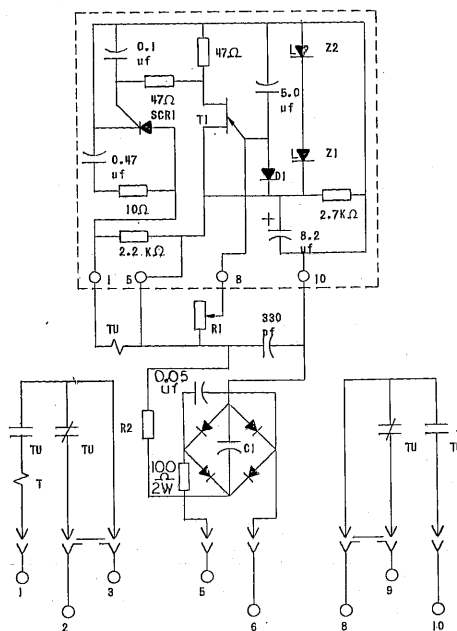 0.1
uf
47Ω
L
Z2
47Ω
SCR1
T1
5.0
uf
L
Z1
0.47
uf
D1
10Ω
+
2.7KΩ
2.2 KΩ
8.2
uf
1
5
8
10
TU
R1
330
pf
0.05
uf
TU
TU
R2
C1
TU
TU
T
100
Ω
2W
1
3
5
9
2
6
8
10